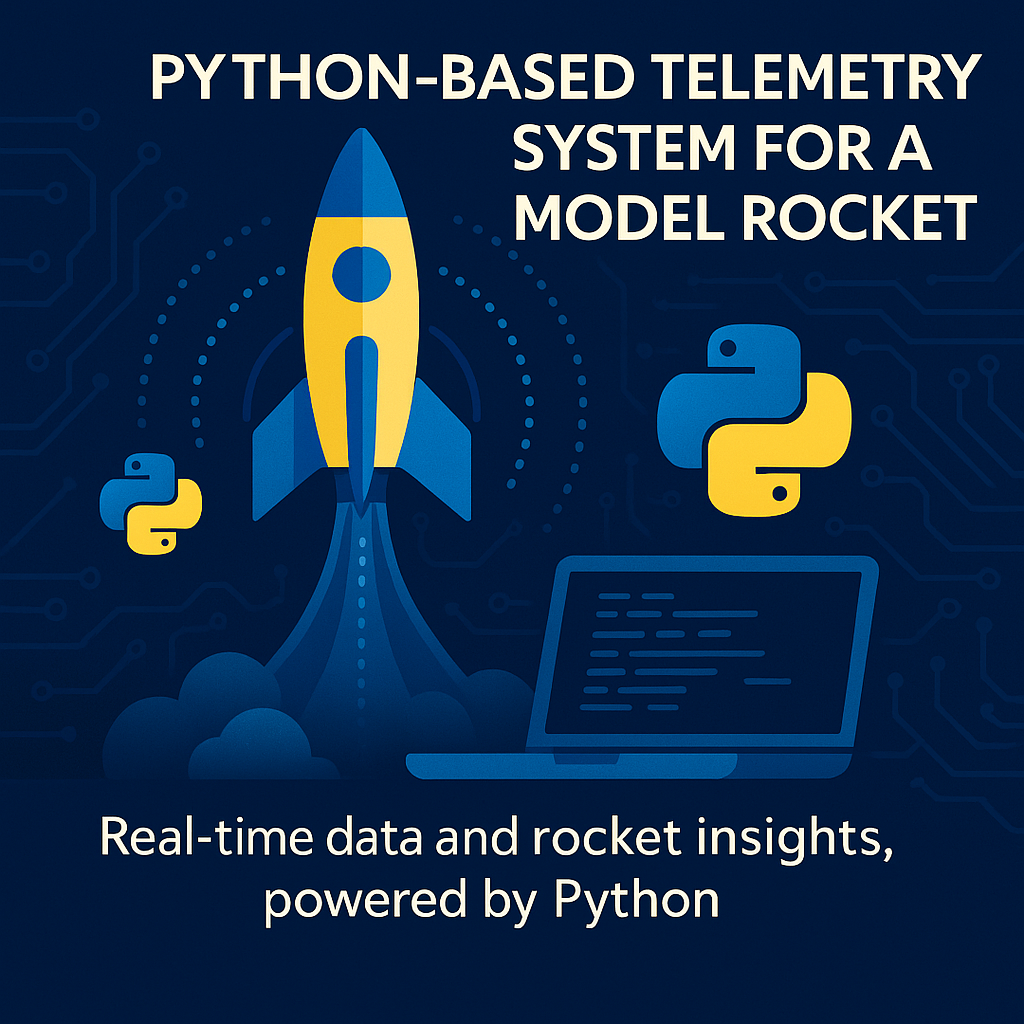 PYTHON-BASED TELEMETRY
SYSTEM FOR A
MODEL ROCKET
Real-time data and rocket insights,
powered by Python